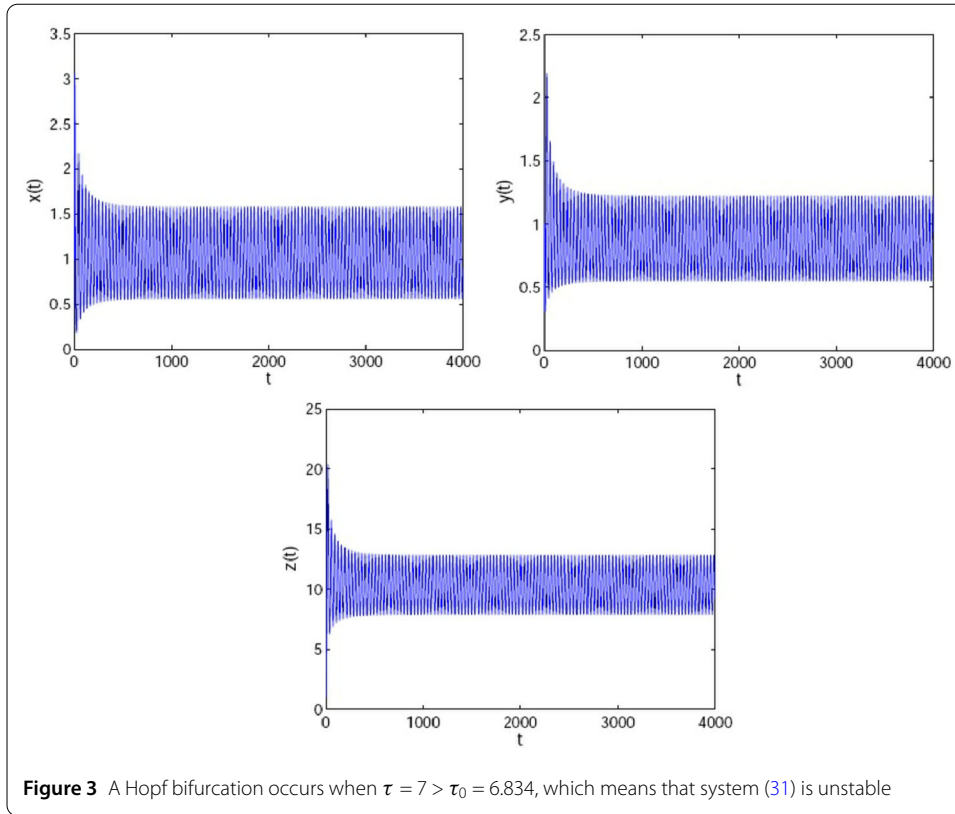 3.5
3
2.5
2
1.5
1
0.5
0
x(t)
0 1000 2000 3000 4000
t
2.5
2
1.5
1
0.5
0
y(t)
0 1000 2000 3000 4000
t
25
20
15
10
5
0
z(t)
0 1000 2000 3000 4000
t
Figure 3 A Hopf bifurcation occurs when τ = 7 > τ₀ = 6.834, which means that system (31) is unstable